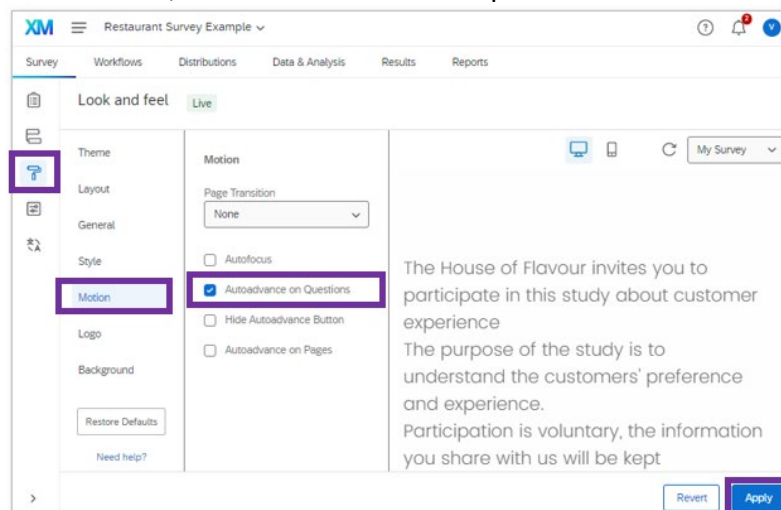 XM
Restaurant Survey Example
?
2
V
Survey Workflows Distributions Data & Analysis Results Reports
Look and feel Live
Theme
Layout
General
Style
Motion
Logo
Background
Restore Defaults
Need help?
Motion
Page Transition
None
Autofocus
Autoadvance on Questions
Hide Autoadvance Button
Autoadvance on Pages
My Survey
The House of Flavour invites you to
participate in this study about customer
experience
The purpose of the study is to
understand the customers' preference
and experience.
Participation is voluntary, the information
you share with us will be kept
Revert Apply